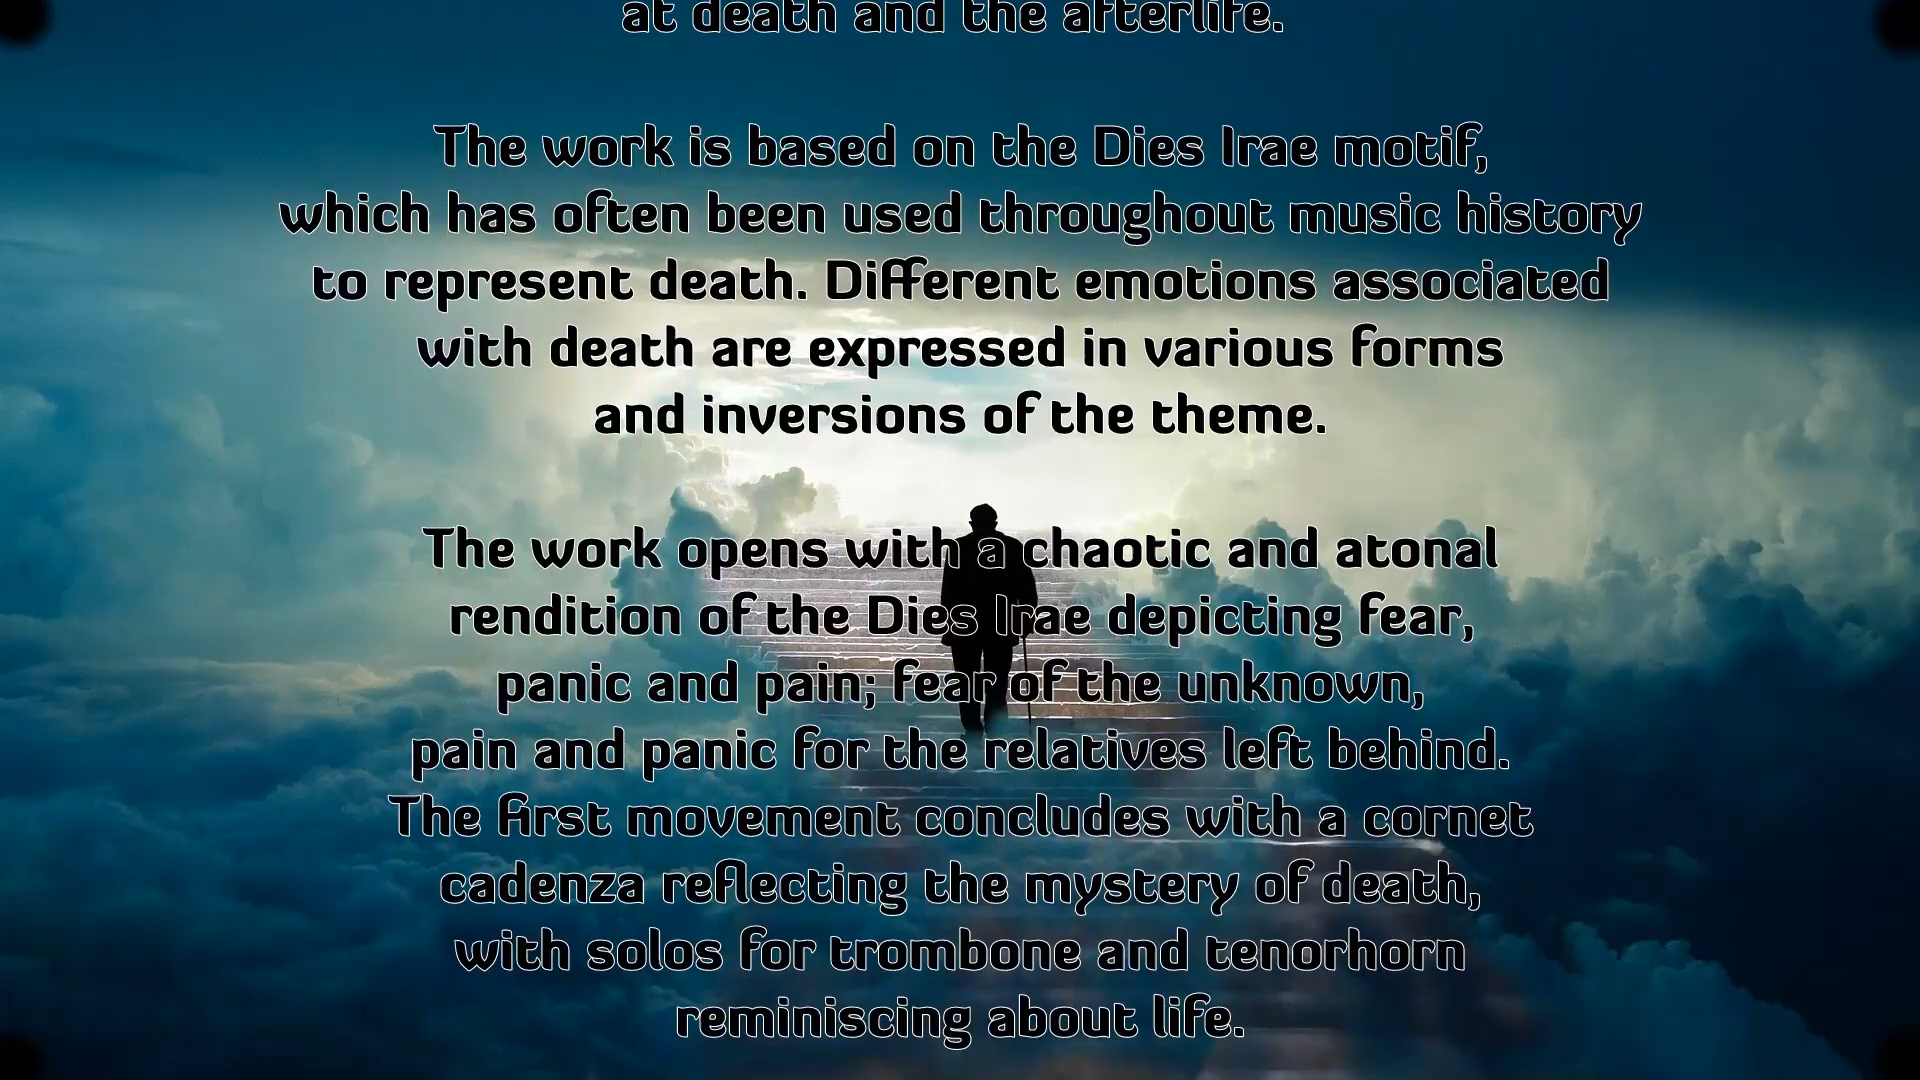 at death and the afterlife.
The work is based on the Dies Irae motif,
which has often been used throughout music history
to represent death. Different emotions associated
with death are expressed in various forms
and inversions of the theme.
The work opens with a chaotic and atonal
rendition of the Dies Irae depicting fear,
panic and pain; fear of the unknown,
pain and panic for the relatives left behind.
The first movement concludes with a cornet
cadenza reflecting the mystery of death,
with solos for trombone and tenorhorn
reminiscing about life.